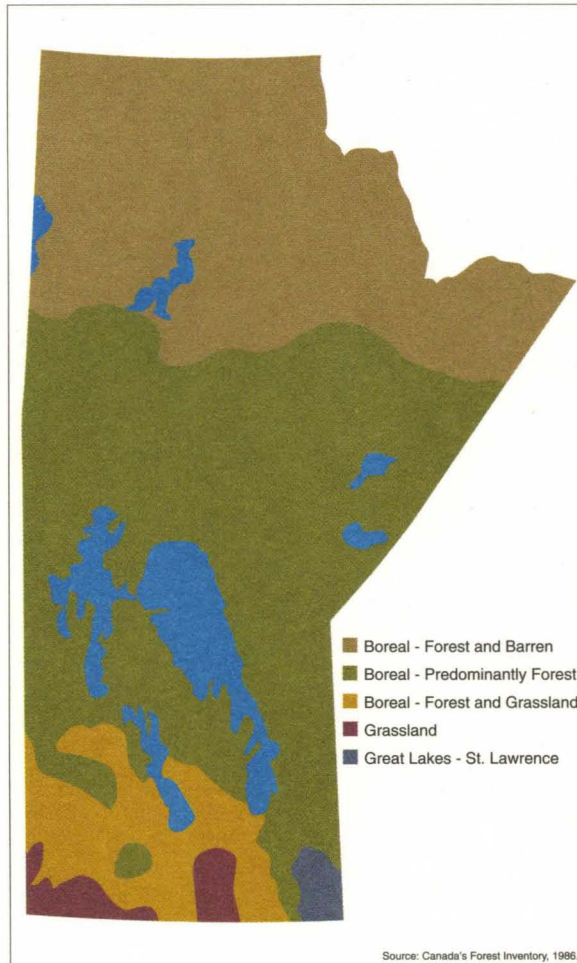 Boreal - Forest and Barren
Boreal - Predominantly Forest
Boreal - Forest and Grassland
Grassland
Great Lakes - St. Lawrence
Source: Canada's Forest Inventory, 1986.